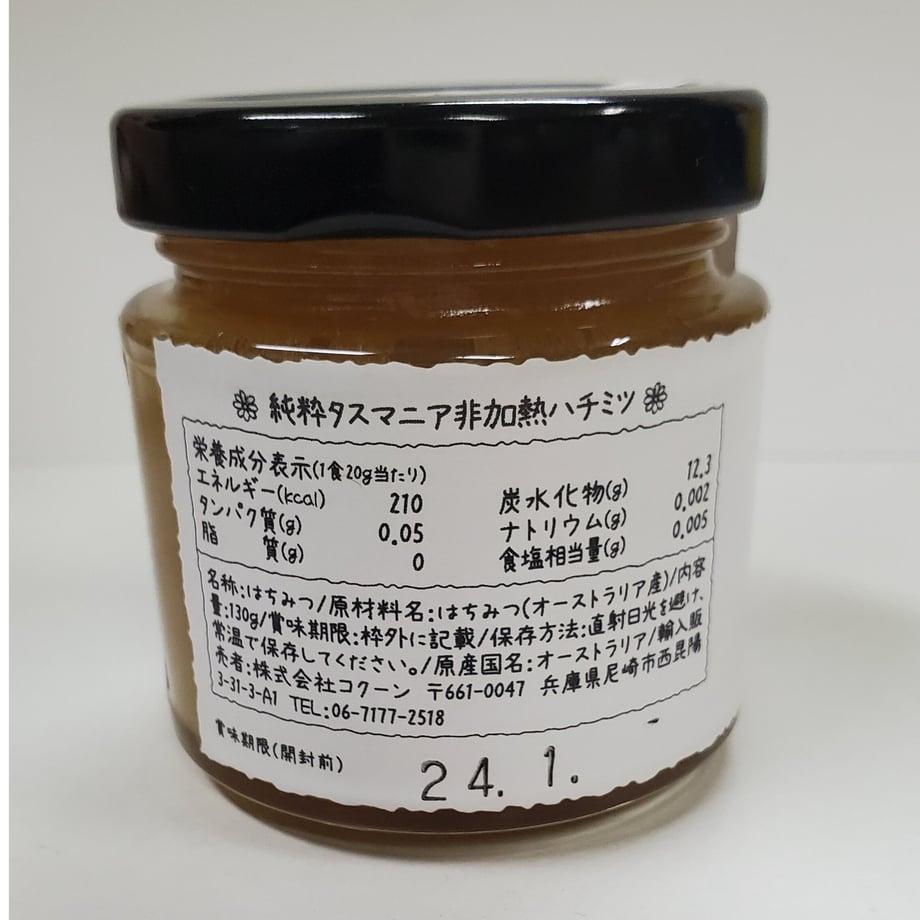 純粋タスマニア非加熱ハチミツ
栄養成分表示(1食20g当たり)
エネルギー(kcal) 210
タンパク質(g) 0.05
脂 質(g) 0
炭水化物(g) 12.3
ナトリウム(g) 0.002
食塩相当量(g) 0.005
名称:はちみつ/原材料名:はちみつ(オーストラリア産)/内容
量:130g/賞味期限:枠外に記載/保存方法:直射日光を避け、
常温で保存してください。/原産国名:オーストラリア/輸入販
売者:株式会社コクーン 〒661-0047 兵庫県尼崎市西昆陽
3-31-3-A1 TEL:06-7177-2518
賞味期限(開封前) 24.1.